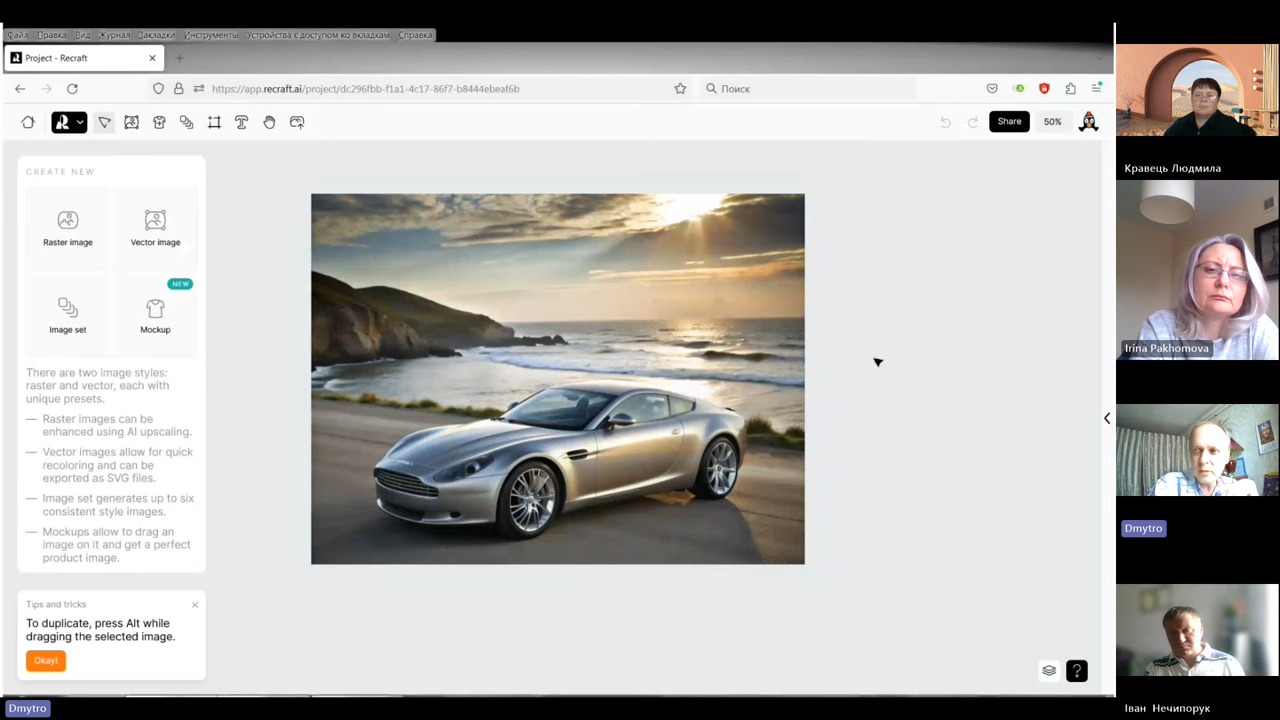 Файл Правка Вид Журнал Закладки Инструменты Устройства с доступом ко вкладкам Справка
Project - Recraft
https://app.recraft.ai/project/dc296fbb-f1a1-4c17-86f7-b8444ebeaf6b
Поиск
Share
50%
CREATE NEW
Raster image
Vector image
NEW
Image set
Mockup
There are two image styles:
raster and vector, each with
unique presets.
— Raster images can be
enhanced using AI upscaling.
— Vector images allow for quick
recoloring and can be
exported as SVG files.
— Image set generates up to six
consistent style images.
— Mockups allow to drag an
image on it and get a perfect
product image.
Tips and tricks
To duplicate, press Alt while
dragging the selected image.
Okay!
?
Dmytro
Кравець Людмила
Irina Pakhomova
Dmytro
Іван Нечипорук